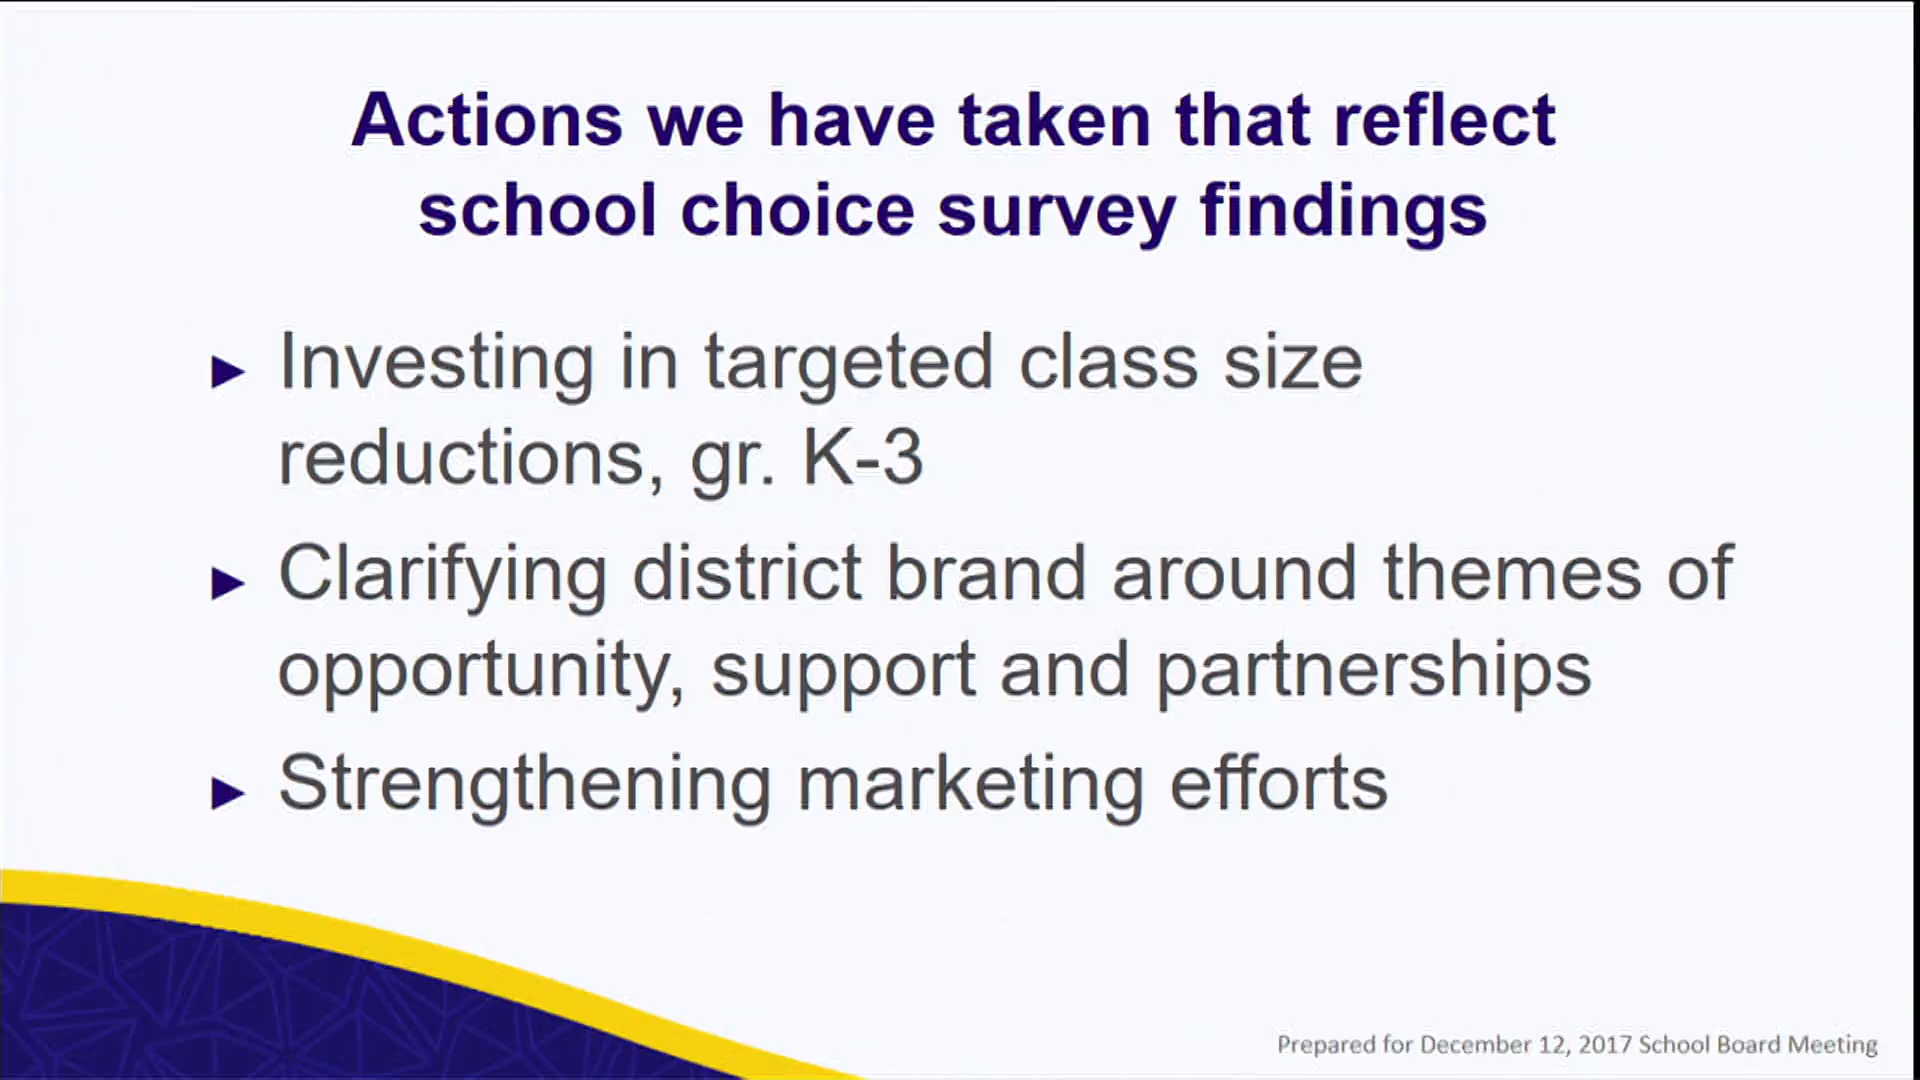 Actions we have taken that reflect
school choice survey findings
► Investing in targeted class size
reductions, gr. K-3
► Clarifying district brand around themes of
opportunity, support and partnerships
► Strengthening marketing efforts
Prepared for December 12, 2017 School Board Meeting